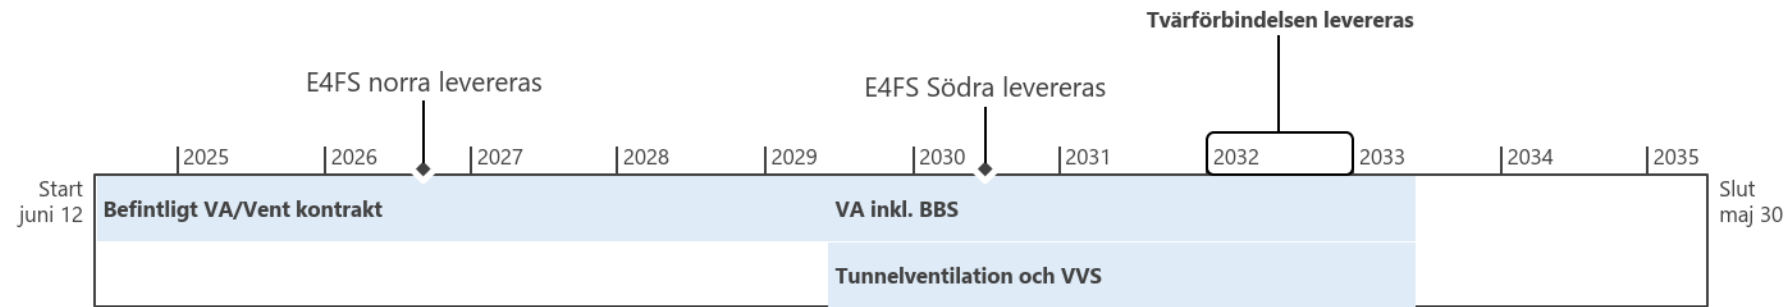 Tvärförbindelsen levereras
E4FS norra levereras
E4FS Södra levereras
2025 2026 2027 2028 2029 2030 2031 2032 2033 2034 2035
Start
juni 12
Befintligt VA/Vent kontrakt
VA inkl. BBS
Slut
maj 30
Tunnelventilation och VVS